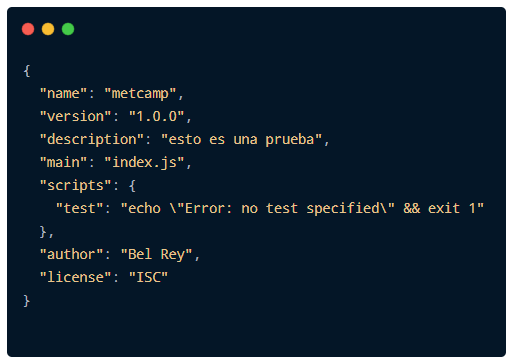 {
  "name": "metcamp",
  "version": "1.0.0",
  "description": "esto es una prueba",
  "main": "index.js",
  "scripts": {
    "test": "echo \"Error: no test specified\" && exit 1"
  },
  "author": "Bel Rey",
  "license": "ISC"
}